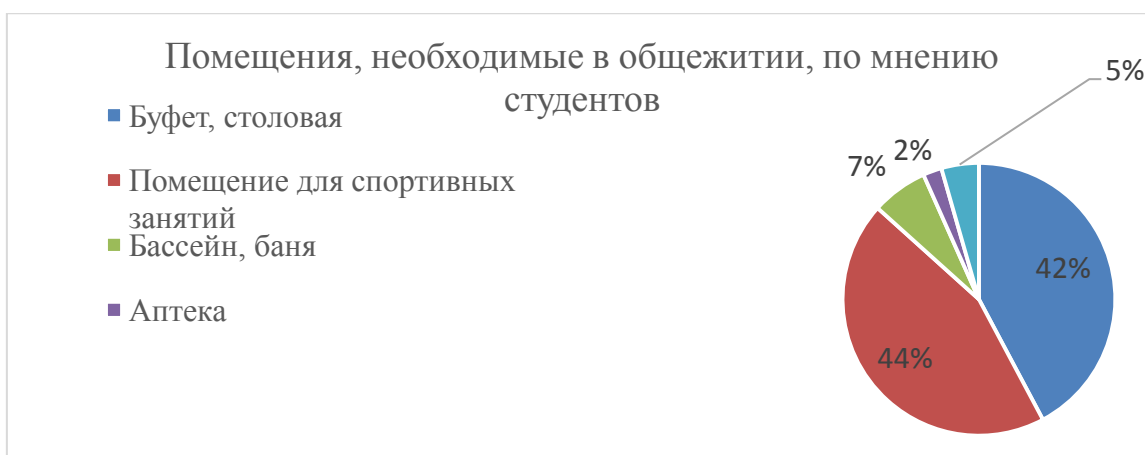 Помещения, необходимые в общежитии, по мнению
студентов
Буфет, столовая
Помещение для спортивных
занятий
Бассейн, баня
Аптека
5%
2%
7%
42%
44%